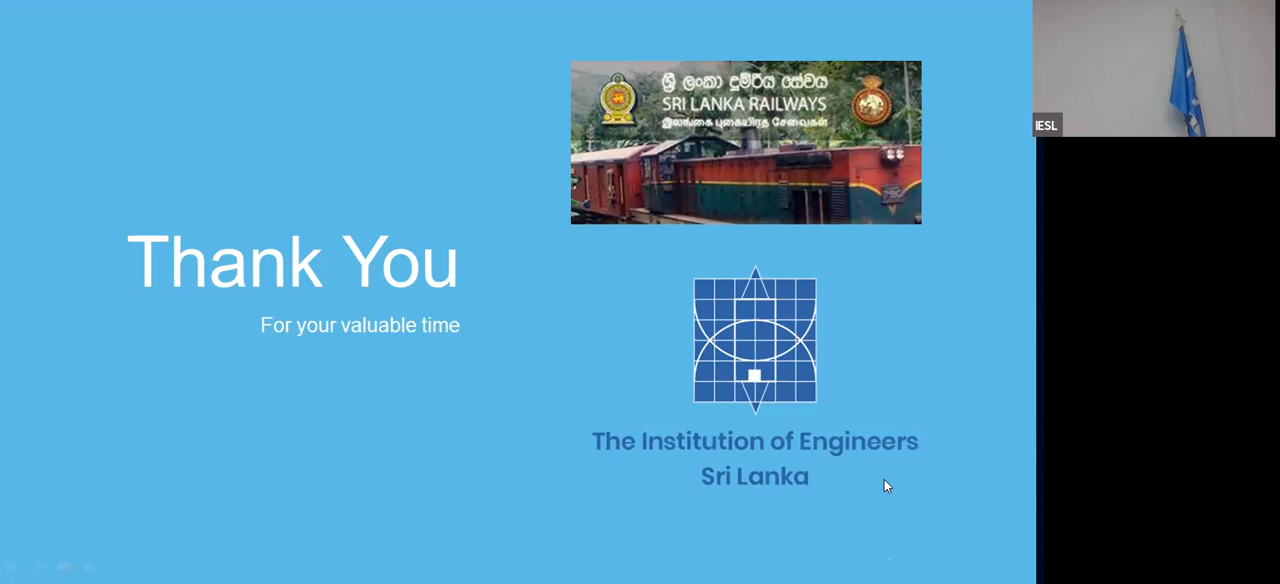 Thank You
For your valuable time
ශ්‍රී ලංකා දුම්රිය සේවය
SRI LANKA RAILWAYS
இலங்கை புகையிரத சேவைகள்
The Institution of Engineers
Sri Lanka
IESL